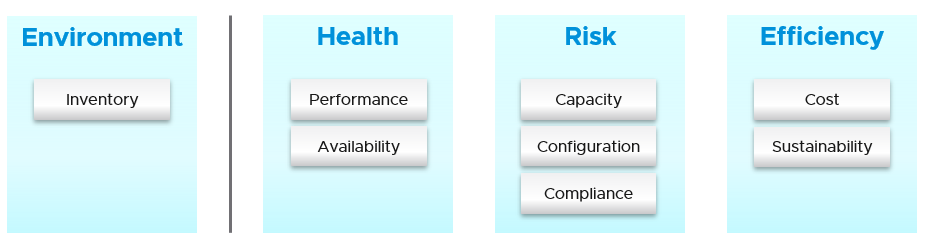 Environment
Inventory
Health
Performance
Availability
Risk
Capacity
Configuration
Compliance
Efficiency
Cost
Sustainability